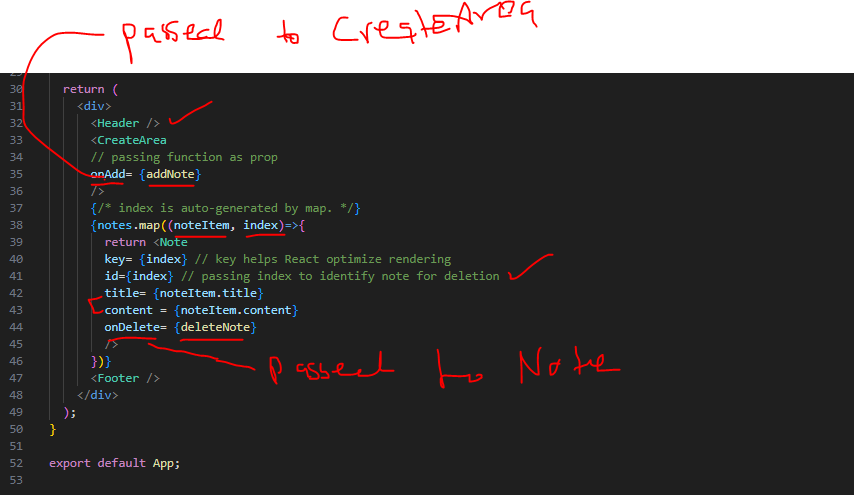 passed to CreateArea
29
30 return (
31 <div>
32 <Header />
33 <CreateArea
34 // passing function as prop
35 onAdd= {addNote}
36 />
37 {/* index is auto-generated by map. */}
38 {notes.map((noteItem, index)=>{
39 return <Note
40 key= {index} // key helps React optimize rendering
41 id={index} // passing index to identify note for deletion
42 title= {noteItem.title}
43 content = {noteItem.content}
44 onDelete= {deleteNote}
45 />
passed to Note
46 })}
47 <Footer />
48 </div>
49 );
50 }
51
52 export default App;
53